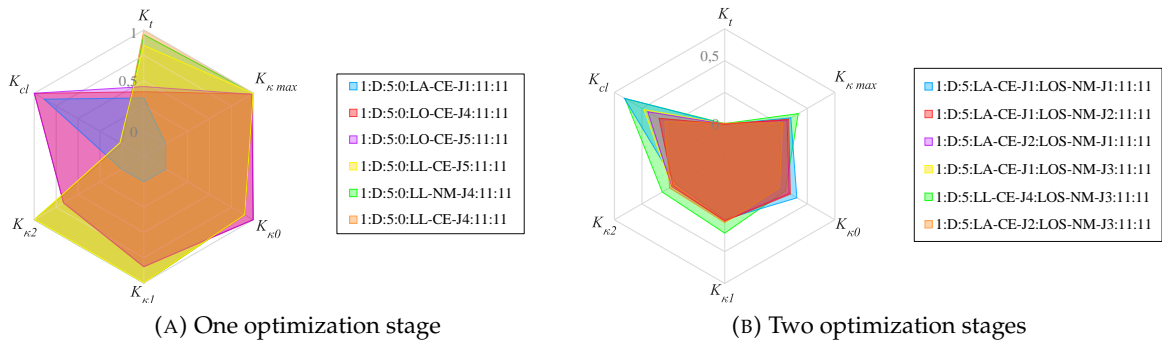 K_t
1
0,5
0
K_cl
K_κ max
K_κ2
K_κ0
K_κ1
1:D:5:0:LA-CE-J1:11:11
1:D:5:0:LO-CE-J4:11:11
1:D:5:0:LO-CE-J5:11:11
1:D:5:0:LL-CE-J5:11:11
1:D:5:0:LL-NM-J4:11:11
1:D:5:0:LL-CE-J4:11:11
(A) One optimization stage
K_t
0,5
0
K_cl
K_κ max
K_κ2
K_κ0
K_κ1
1:D:5:LA-CE-J1:LOS-NM-J1:11:11
1:D:5:LA-CE-J1:LOS-NM-J2:11:11
1:D:5:LA-CE-J2:LOS-NM-J1:11:11
1:D:5:LA-CE-J1:LOS-NM-J3:11:11
1:D:5:LL-CE-J4:LOS-NM-J3:11:11
1:D:5:LA-CE-J2:LOS-NM-J3:11:11
(B) Two optimization stages